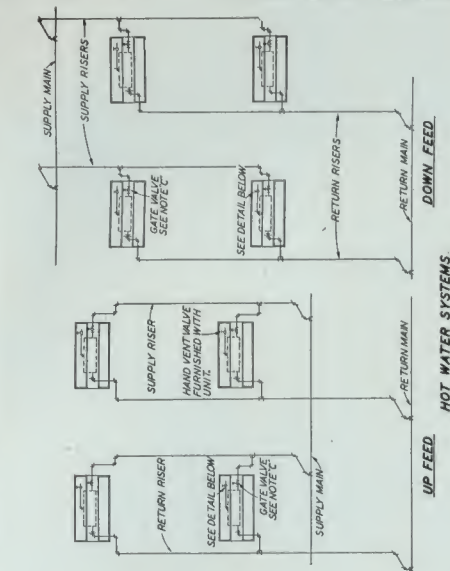 SUPPLY MAIN
SUPPLY RISERS
GATE VALVE
SEE NOTE "C"
SEE DETAIL BELOW
RETURN RISERS
RETURN MAIN
DOWN FEED
SUPPLY RISER
HAND VENT VALVE
FURNISHED WITH
UNIT.
RETURN RISER
SEE DETAIL BELOW
GATE VALVE
SEE NOTE "C"
SUPPLY MAIN
RETURN MAIN
UP FEED
HOT WATER SYSTEMS.